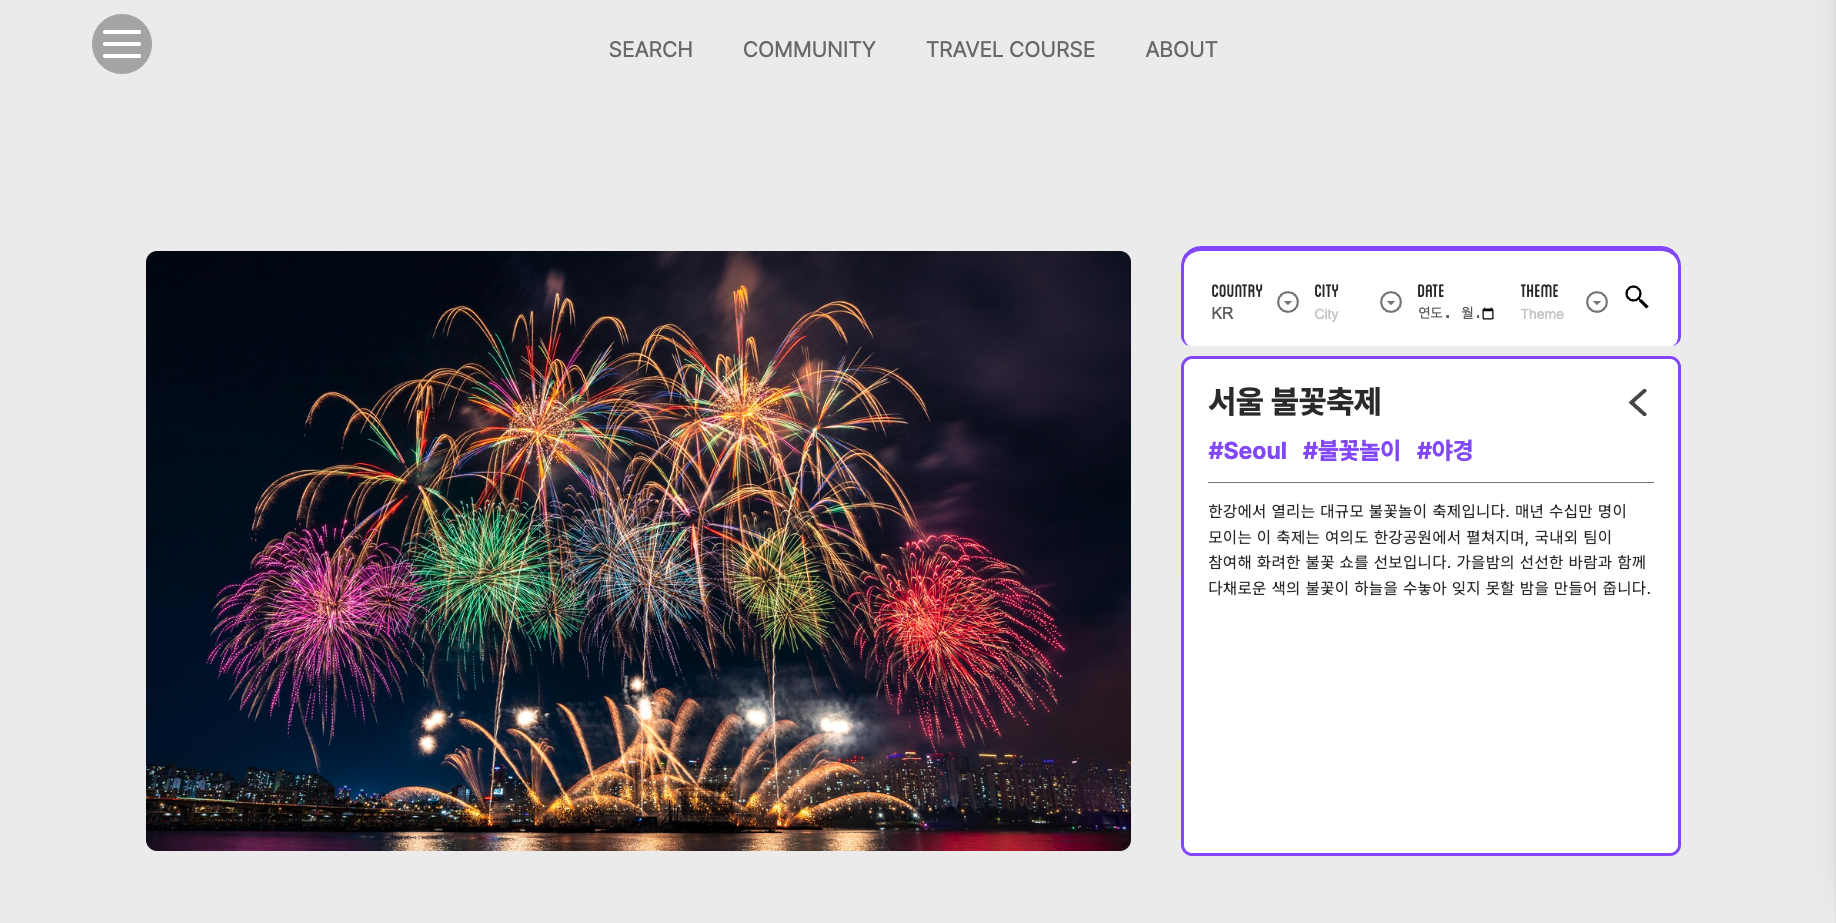 SEARCH COMMUNITY TRAVEL COURSE ABOUT
COUNTRY CITY DATE THEME
KR City 연도. 월. Theme
서울 불꽃축제
#Seoul #불꽃놀이 #야경
한강에서 열리는 대규모 불꽃놀이 축제입니다. 매년 수십만 명이
모이는 이 축제는 여의도 한강공원에서 펼쳐지며, 국내외 팀이
참여해 화려한 불꽃 쇼를 선보입니다. 가을밤의 선선한 바람과 함께
다채로운 색의 불꽃이 하늘을 수놓아 잊지 못할 밤을 만들어 줍니다.